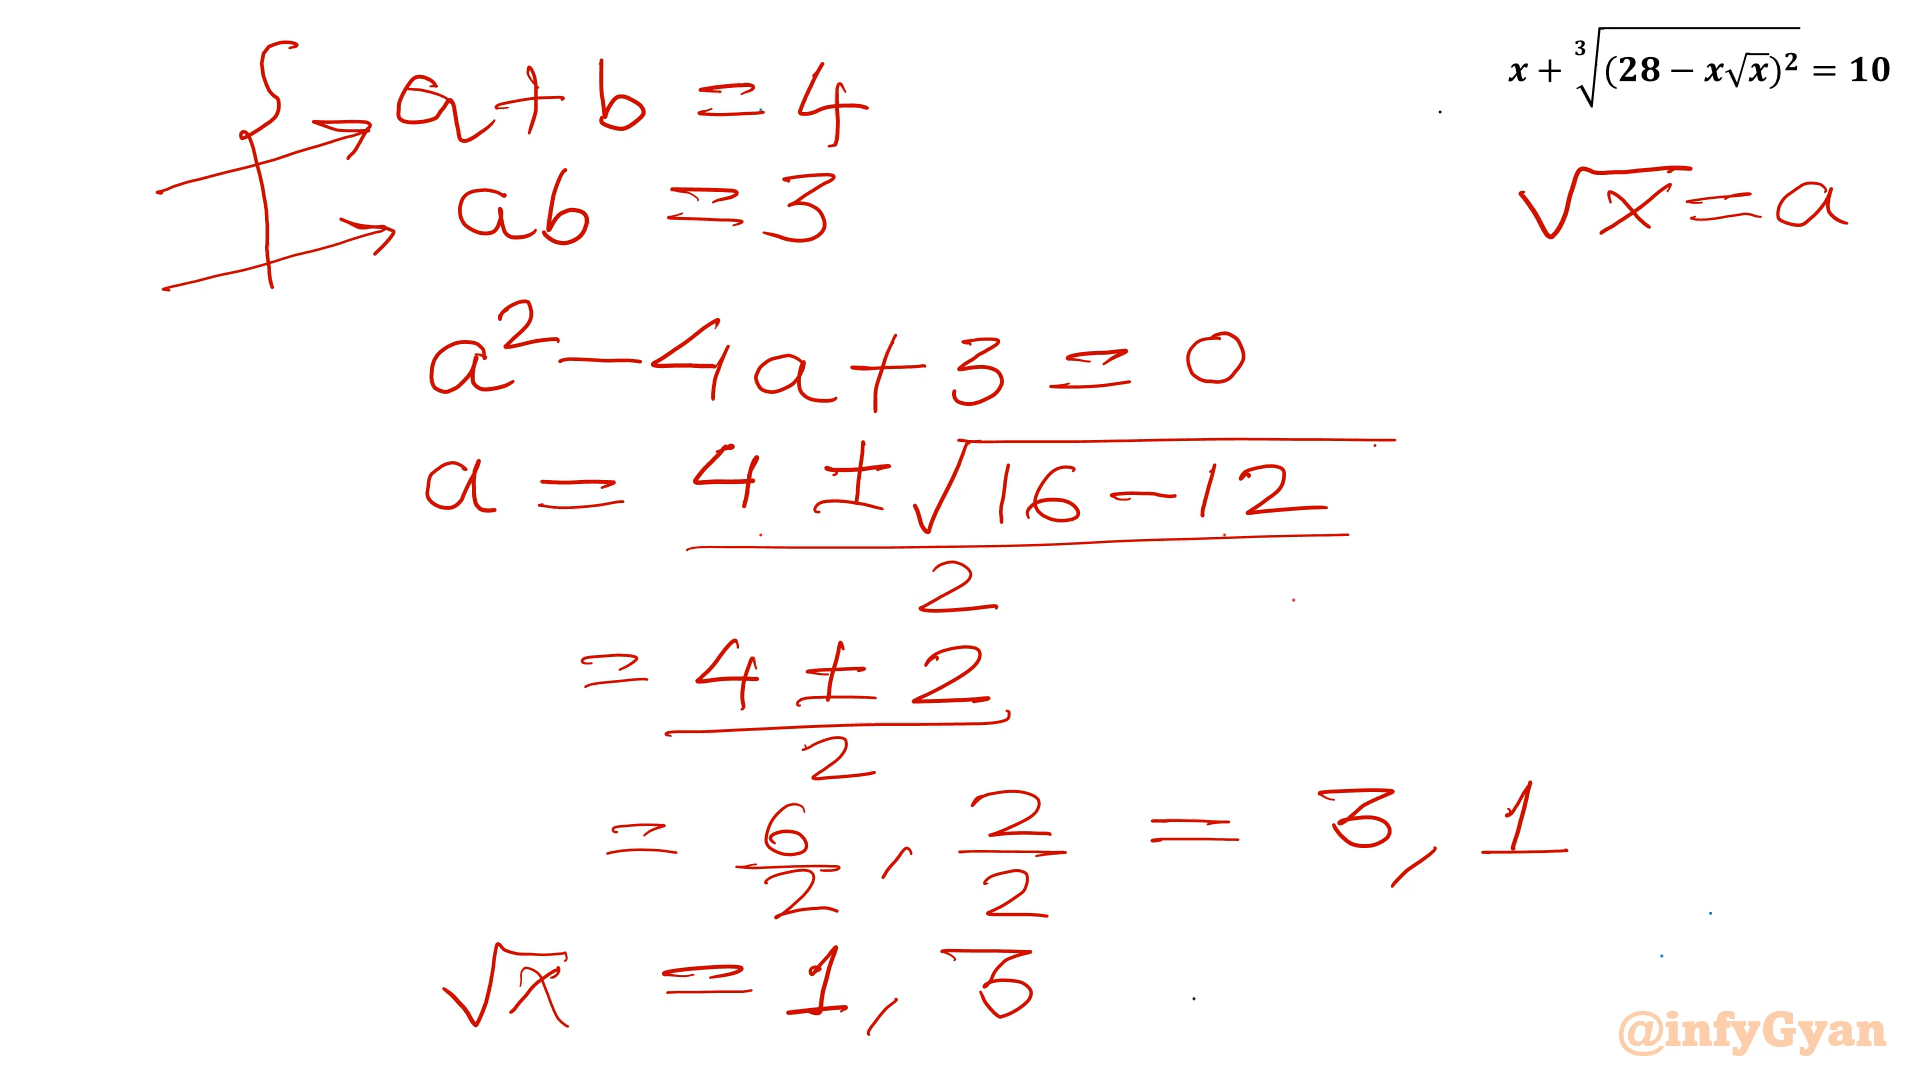 x + ∛(28 − x√x)² = 10
a + b = 4
√x = a
ab = 3
a² − 4a + 3 = 0
a = (4 ± √(16 − 12)) / 2
= (4 ± 2) / 2
= 6/2 , 2/2 = 3 , 1
√x = 1 , 3
@infyGyan